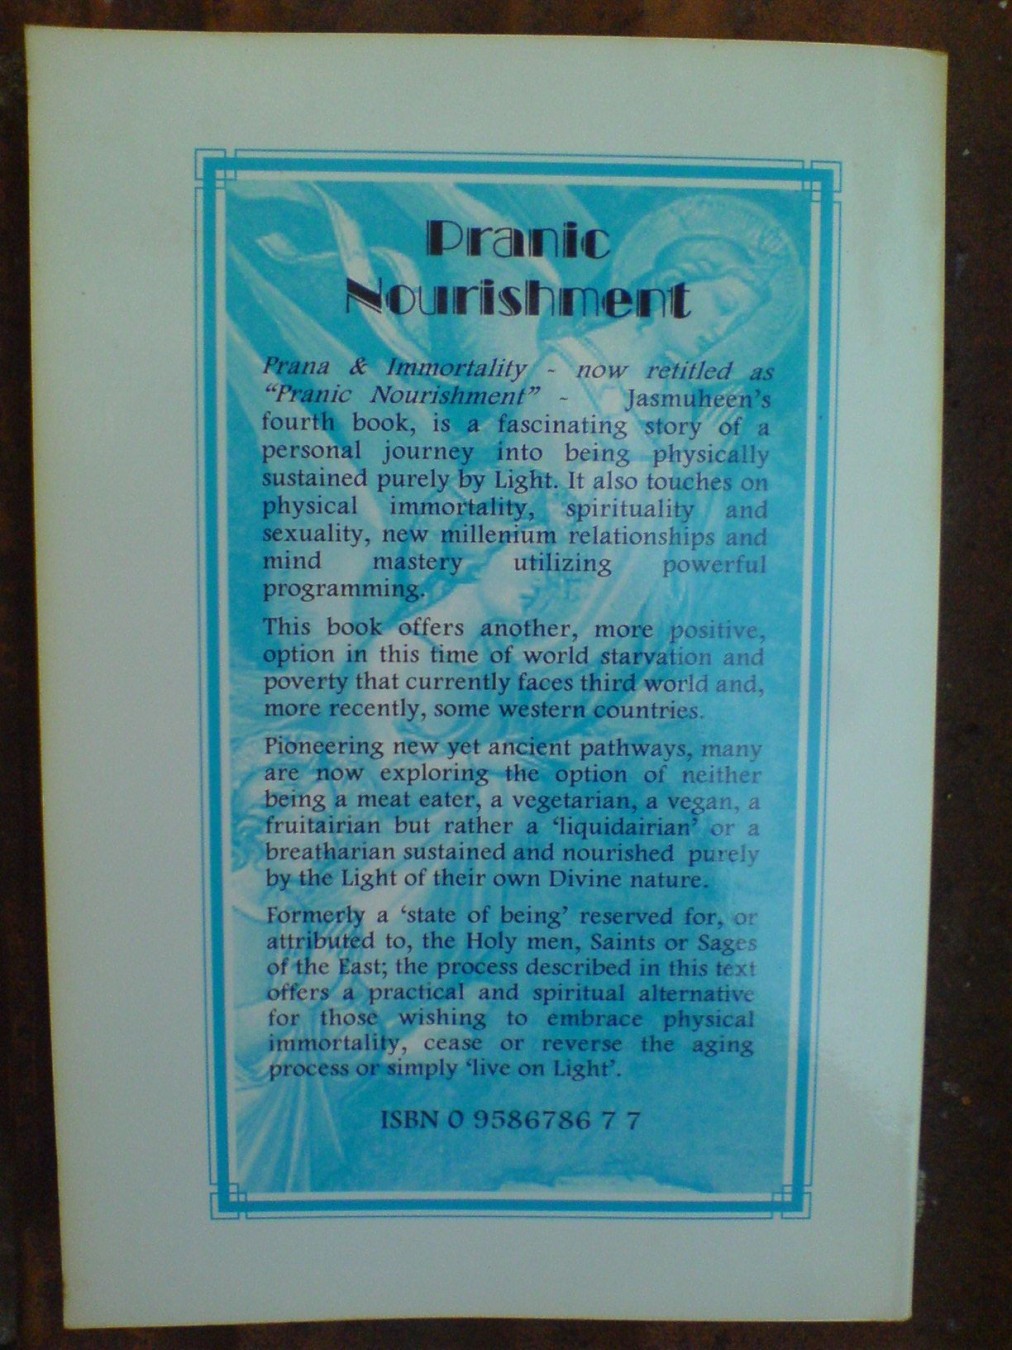 Pranic
Nourishment
Prana & Immortality - now retitled as
“Pranic Nourishment” - Jasmuheen's
fourth book, is a fascinating story of a
personal journey into being physically
sustained purely by Light. It also touches on
physical immortality, spirituality and
sexuality, new millenium relationships and
mind mastery utilizing powerful
programming.
This book offers another, more positive,
option in this time of world starvation and
poverty that currently faces third world and,
more recently, some western countries.
Pioneering new yet ancient pathways, many
are now exploring the option of neither
being a meat eater, a vegetarian, a vegan, a
fruitairian but rather a ‘liquidairian’ or a
breatharian sustained and nourished purely
by the Light of their own Divine nature.
Formerly a ‘state of being’ reserved for, or
attributed to, the Holy men, Saints or Sages
of the East; the process described in this text
offers a practical and spiritual alternative
for those wishing to embrace physical
immortality, cease or reverse the aging
process or simply ‘live on Light’.
ISBN 0 9586786 7 7